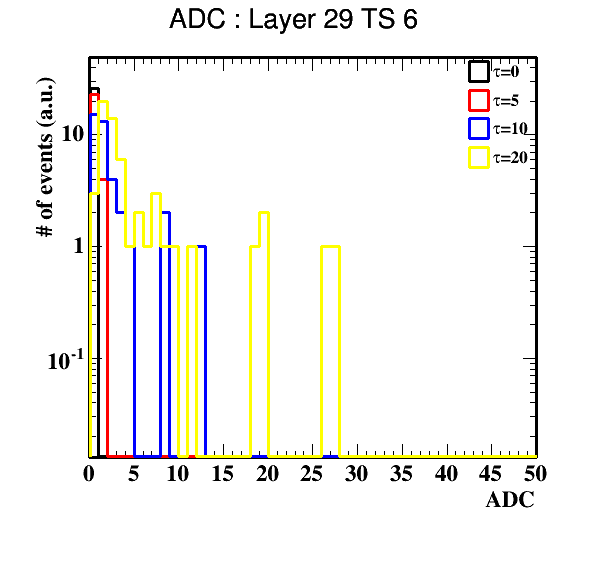 ADC : Layer 29 TS 6
# of events (a.u.)
τ=0
τ=5
τ=10
τ=20
10
1
10⁻¹
0 5 10 15 20 25 30 35 40 45 50
ADC